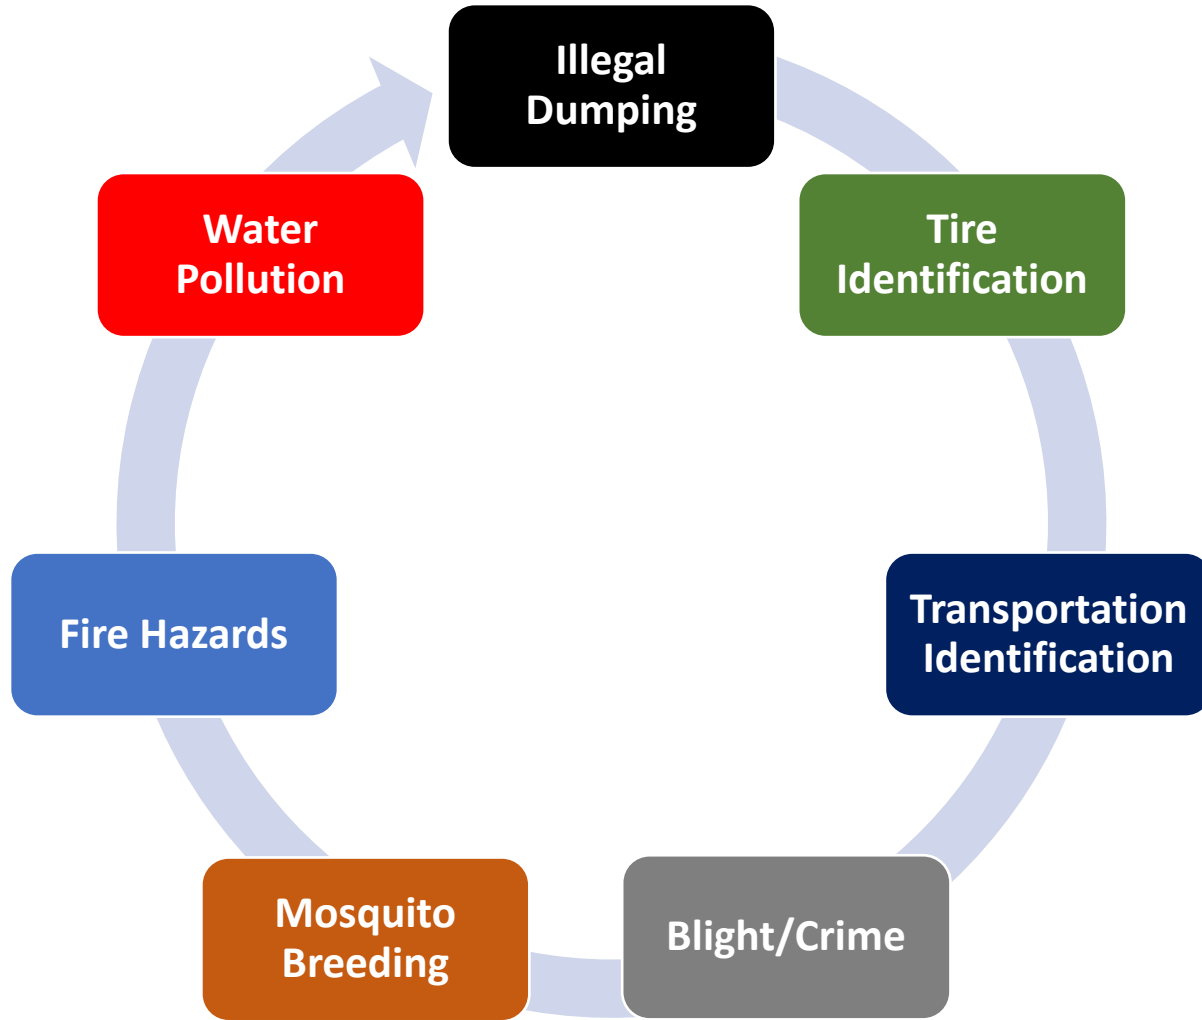 Illegal
Dumping
Tire
Identification
Transportation
Identification
Blight/Crime
Mosquito
Breeding
Fire Hazards
Water
Pollution